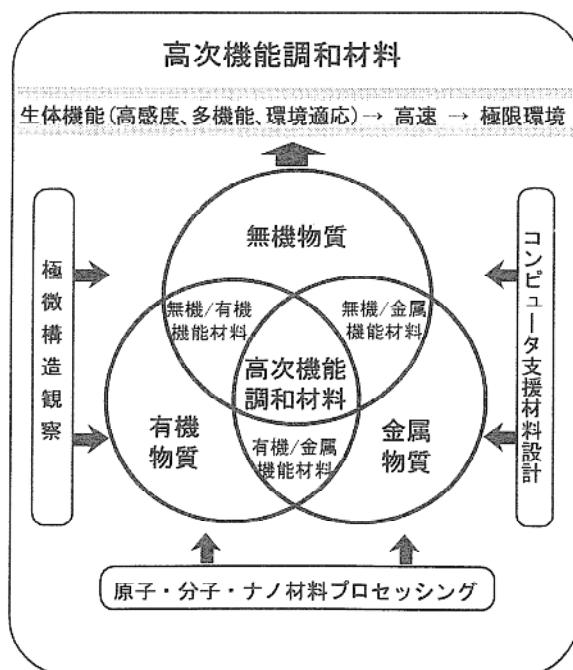 高次機能調和材料
生体機能(高感度、多機能、環境適応)→ 高速 → 極限環境
無機物質
極微構造観察
コンピュータ支援材料設計
無機/有機
機能材料
無機/金属
機能材料
高次機能
調和材料
有機
物質
金属
物質
有機/金属
機能材料
原子・分子・ナノ材料プロセッシング